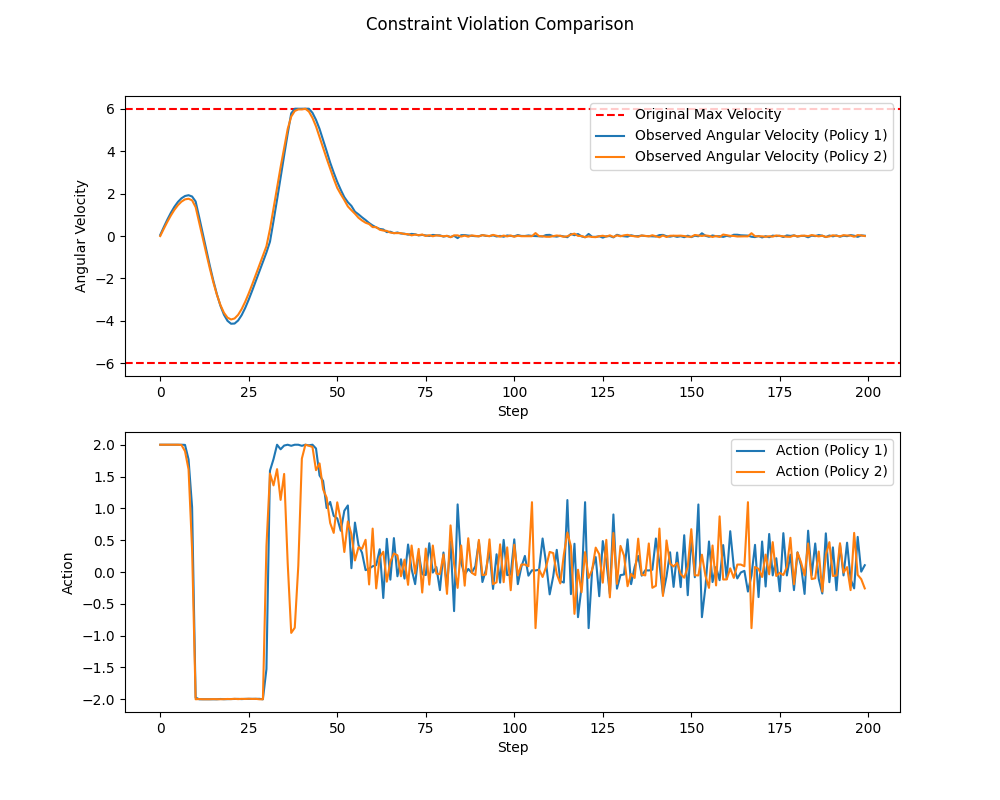 Constraint Violation Comparison
6
4
2
0
−2
−4
−6
Angular Velocity
Original Max Velocity
Observed Angular Velocity (Policy 1)
Observed Angular Velocity (Policy 2)
0 25 50 75 100 125 150 175 200
Step
2.0
1.5
1.0
0.5
0.0
−0.5
−1.0
−1.5
−2.0
Action
Action (Policy 1)
Action (Policy 2)
0 25 50 75 100 125 150 175 200
Step